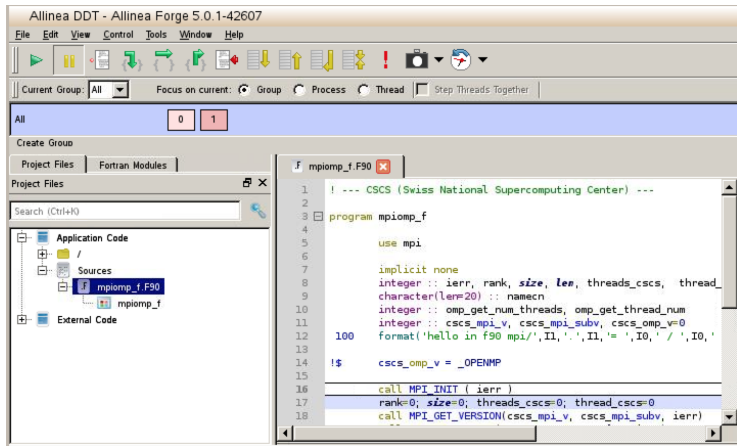 Allinea DDT - Allinea Forge 5.0.1-42607
File Edit View Control Tools Window Help
Current Group: All Focus on current: Group Process Thread Step Threads Together
All 0 1
Create Group
Project Files Fortran Modules
Project Files
Search (Ctrl+K)
Application Code
/
Sources
mpiomp_f.F90
mpiomp_f
External Code
mpiomp_f.F90
1 ! --- CSCS (Swiss National Supercomputing Center) ---
2
3 program mpiomp_f
4
5 use mpi
6
7 implicit none
8 integer :: ierr, rank, size, len, threads_cscs, thread_
9 character(len=20) :: namecn
10 integer :: omp_get_num_threads, omp_get_thread_num
11 integer :: cscs_mpi_v, cscs_mpi_subv, cscs_omp_v=0
12 100 format('hello in f90 mpi/',I1,'.',I1,'= ',I0,' / ',I0,'
13
14 !$ cscs_omp_v = _OPENMP
15
16 call MPI_INIT ( ierr )
17 rank=0; size=0; threads_cscs=0; thread_cscs=0
18 call MPI_GET_VERSION(cscs_mpi_v, cscs_mpi_subv, ierr)